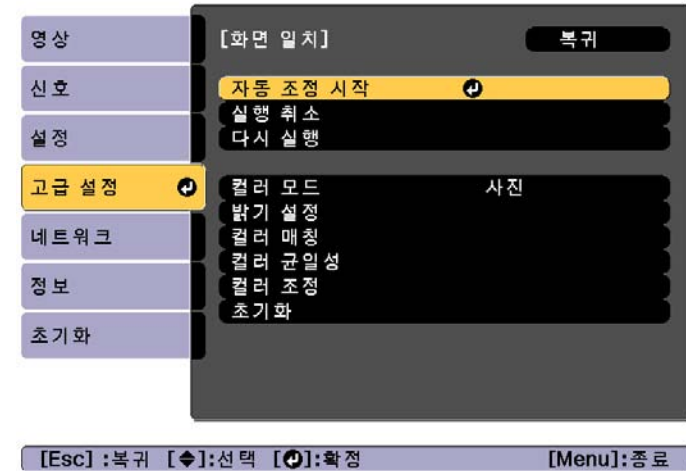 영상
신호
설정
고급 설정
네트워크
정보
초기화
[화면 일치] 복귀
자동 조정 시작
실행 취소
다시 실행
컬러 모드 사진
밝기 설정
컬러 매칭
컬러 균일성
컬러 조정
초기화
[Esc] :복귀 [◆]:선택 [⏎]:확정 [Menu]:종료